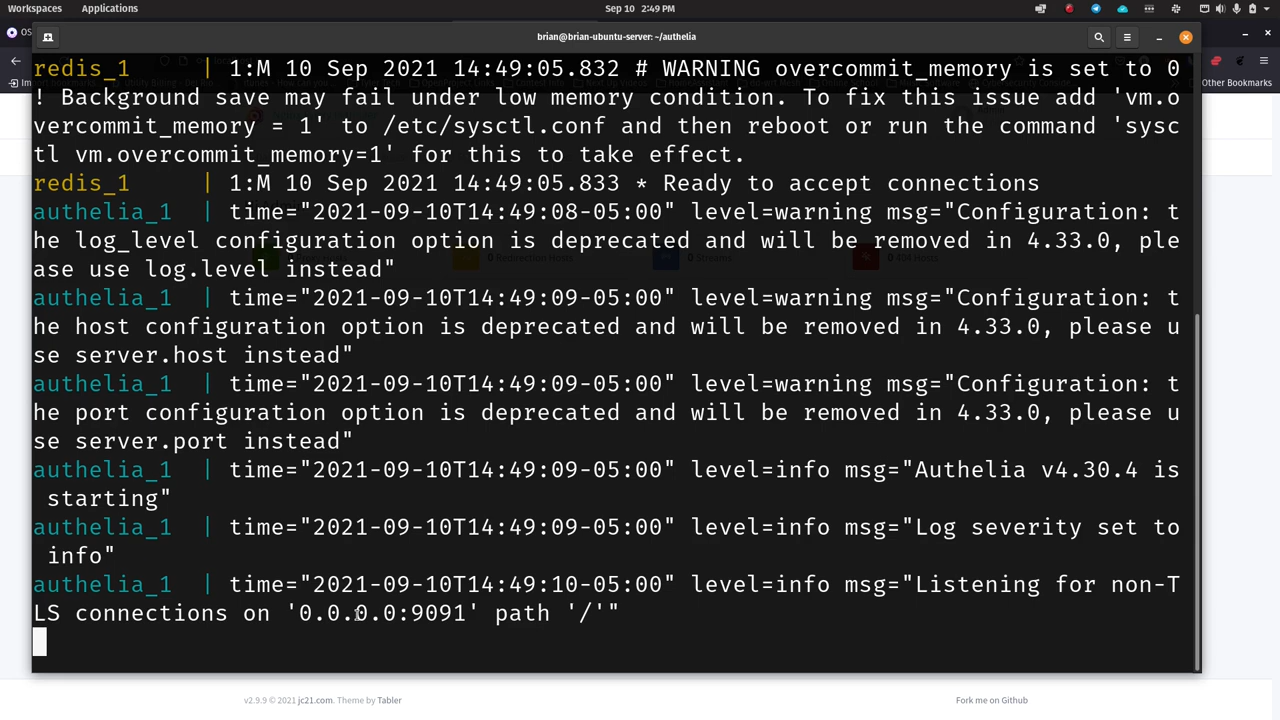 Workspaces Applications Sep 10 2:49 PM
OS
brian@brian-ubuntu-server: ~/authelia
Import
Other Bookmarks
redis_1 | 1:M 10 Sep 2021 14:49:05.832 # WARNING overcommit_memory is set to 0
! Background save may fail under low memory condition. To fix this issue add 'vm.o
vercommit_memory = 1' to /etc/sysctl.conf and then reboot or run the command 'sysc
tl vm.overcommit_memory=1' for this to take effect.
redis_1 | 1:M 10 Sep 2021 14:49:05.833 * Ready to accept connections
authelia_1 | time="2021-09-10T14:49:08-05:00" level=warning msg="Configuration: t
he log_level configuration option is deprecated and will be removed in 4.33.0, ple
ase use log.level instead"
0 Redirection Hosts 0 Streams 0 404 Hosts
authelia_1 | time="2021-09-10T14:49:09-05:00" level=warning msg="Configuration: t
he host configuration option is deprecated and will be removed in 4.33.0, please u
se server.host instead"
authelia_1 | time="2021-09-10T14:49:09-05:00" level=warning msg="Configuration: t
he port configuration option is deprecated and will be removed in 4.33.0, please u
se server.port instead"
authelia_1 | time="2021-09-10T14:49:09-05:00" level=info msg="Authelia v4.30.4 is
starting"
authelia_1 | time="2021-09-10T14:49:09-05:00" level=info msg="Log severity set to
info"
authelia_1 | time="2021-09-10T14:49:10-05:00" level=info msg="Listening for non-T
LS connections on '0.0.0.0:9091' path '/'"
v2.9.9 © 2021 jc21.com. Theme by Tabler Fork me on Github